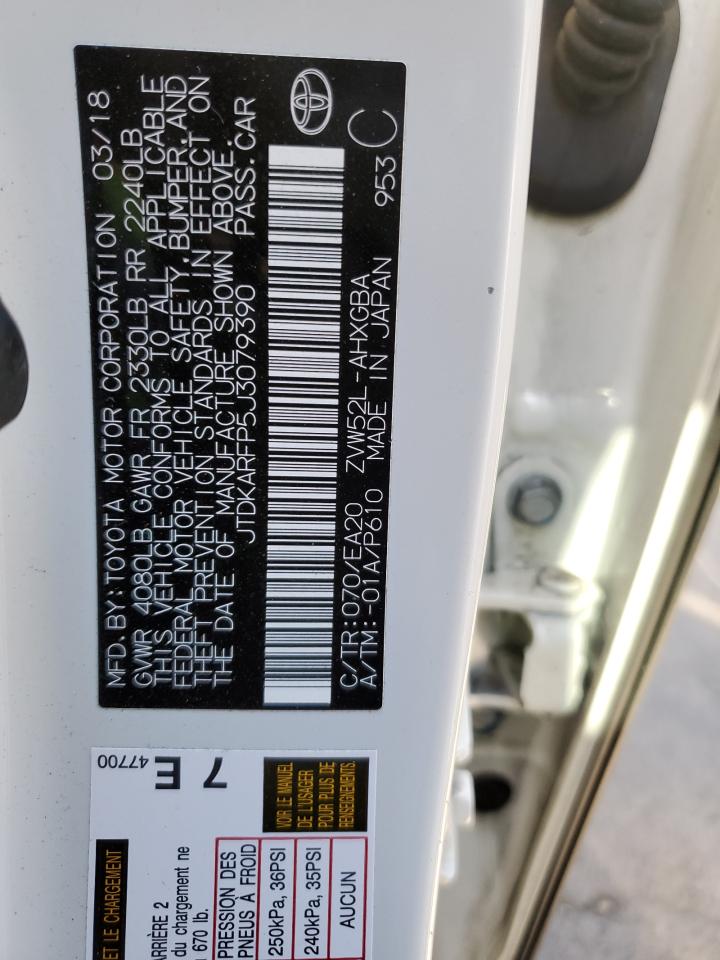 MFD. BY: TOYOTA MOTOR CORPORATION 03/18
GVWR 4080LB GAWR FR 2330LB RR 2240LB
THIS VEHICLE CONFORMS TO ALL APPLICABLE
FEDERAL MOTOR VEHICLE SAFETY, BUMPER, AND
THEFT PREVENTION STANDARDS IN EFFECT ON
THE DATE OF MANUFACTURE SHOWN ABOVE.
JTDKARFP5J3079390 PASS.CAR
C/TR:070/EA20 ZVW52L-AHXGBA 953 C
A/TM:-01A/P610 MADE IN JAPAN
47700
7E
ET LE CHARGEMENT
VOIR LE MANUEL
DE L'USAGER
POUR PLUS DE
RENSEIGNEMENTS.
ARRIÈRE 2
du chargement ne
670 lb.
PRESSION DES
PNEUS À FROID
250kPa, 36PSI
240kPa, 35PSI
AUCUN